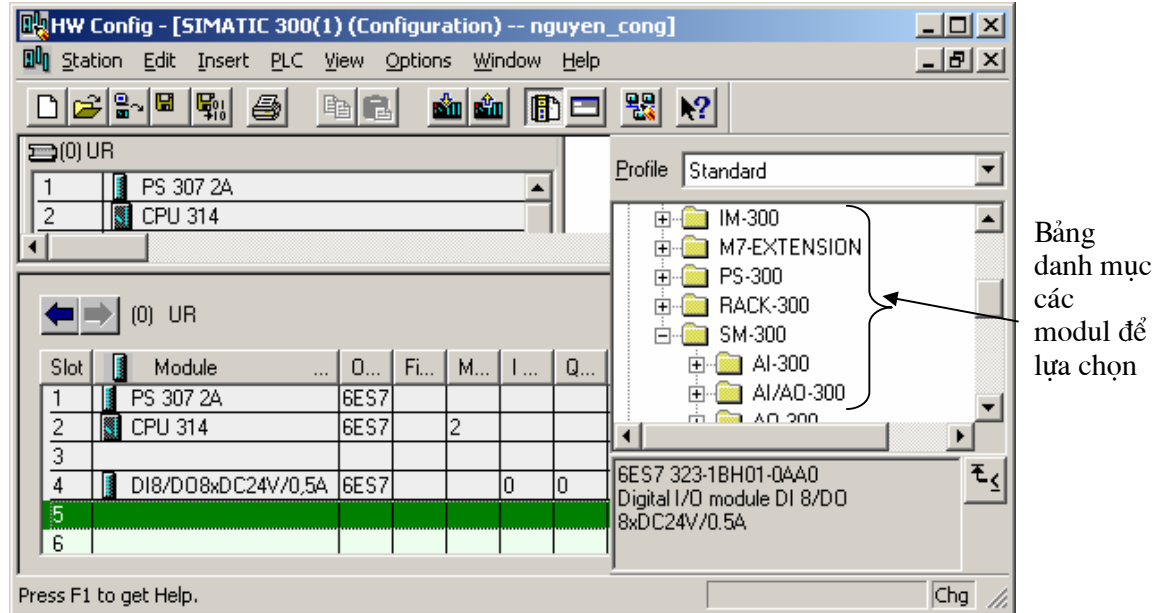 HW Config - [SIMATIC 300(1) (Configuration) -- nguyen_cong]
Station Edit Insert PLC View Options Window Help
(0) UR
1 PS 307 2A
2 CPU 314
Profile Standard
IM-300
M7-EXTENSION
PS-300
RACK-300
SM-300
AI-300
AI/AO-300
AO-300
Bảng
danh mục
các
modul để
lựa chọn
(0) UR
Slot Module ... O... Fi... M... I ... Q...
1 PS 307 2A 6ES7
2 CPU 314 6ES7 2
3
4 DI8/DO8xDC24V/0,5A 6ES7 0 0
5
6
6ES7 323-1BH01-0AA0
Digital I/O module DI 8/DO
8xDC24V/0.5A
Press F1 to get Help.
Chg